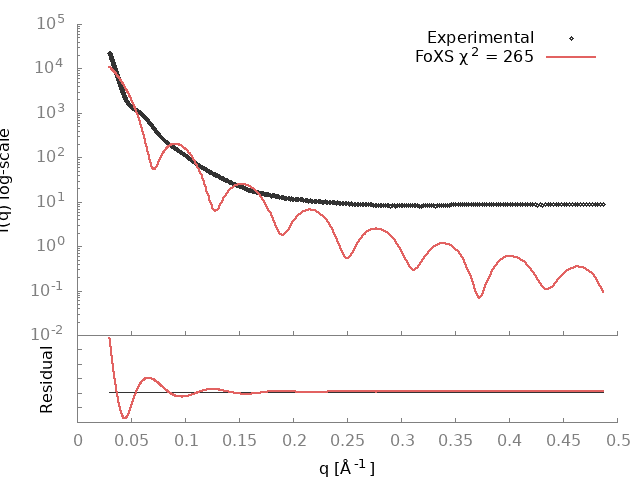 10^5
Experimental
FoXS χ^2 = 265
10^4
10^3
10^2
10^1
10^0
10^-1
10^-2
I(q) log-scale
Residual
0 0.05 0.1 0.15 0.2 0.25 0.3 0.35 0.4 0.45 0.5
q [Å^-1]